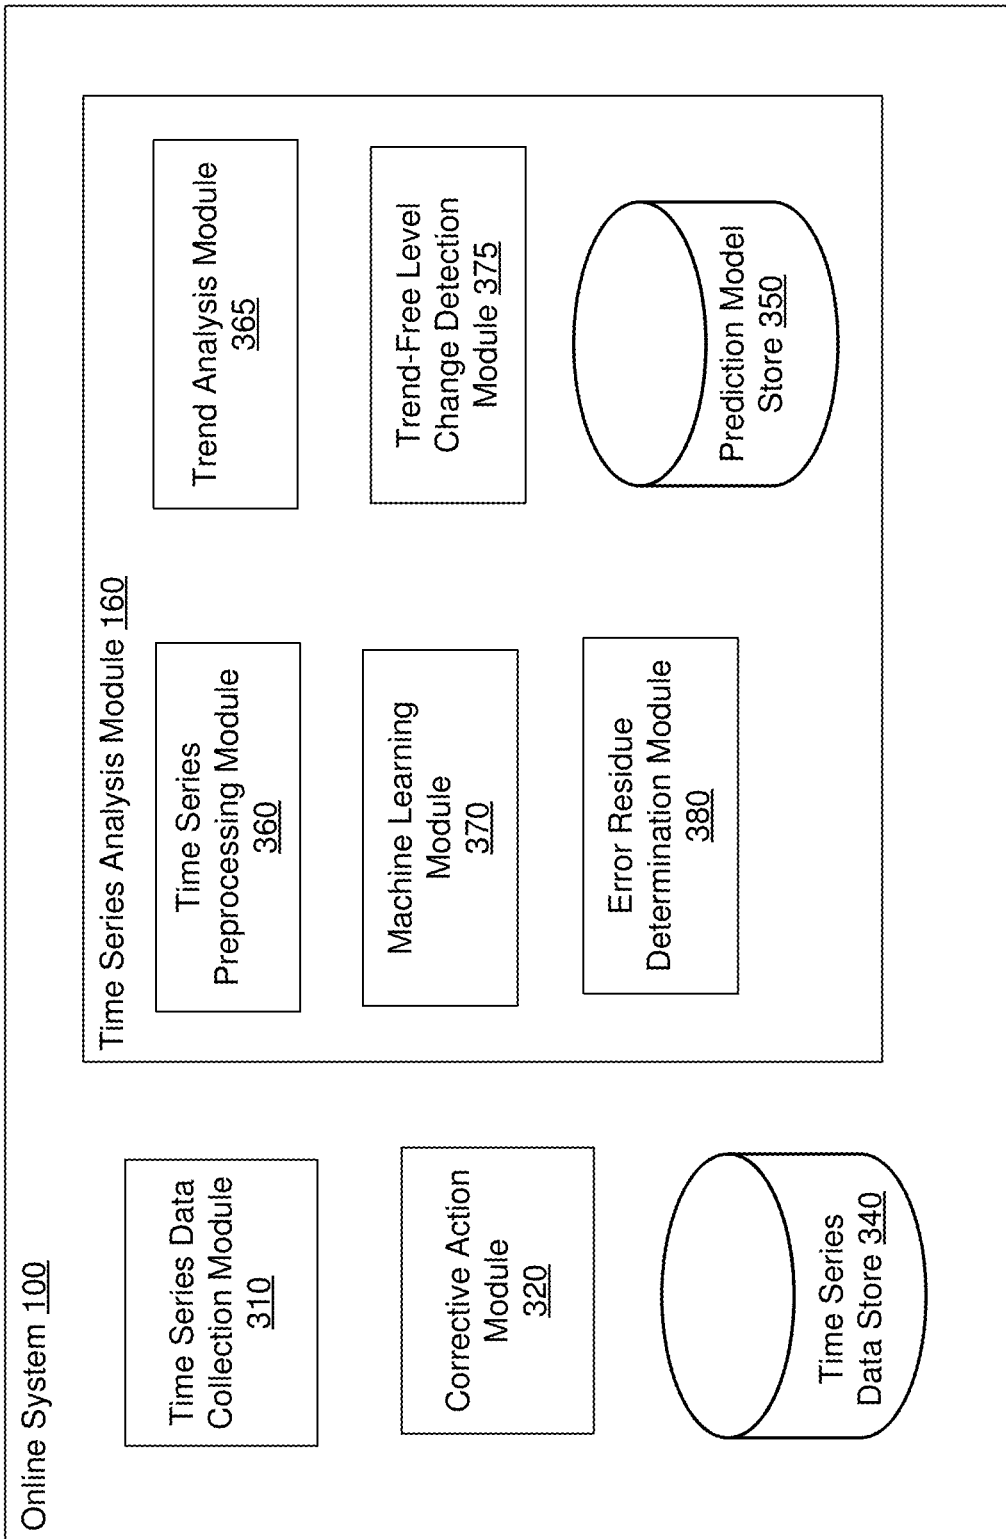 Online System 100
Time Series Data
Collection Module
310
Corrective Action
Module
320
Time Series
Data Store 340
Time Series Analysis Module 160
Time Series
Preprocessing Module
360
Trend Analysis Module
365
Machine Learning
Module
370
Trend-Free Level
Change Detection
Module 375
Error Residue
Determination Module
380
Prediction Model
Store 350